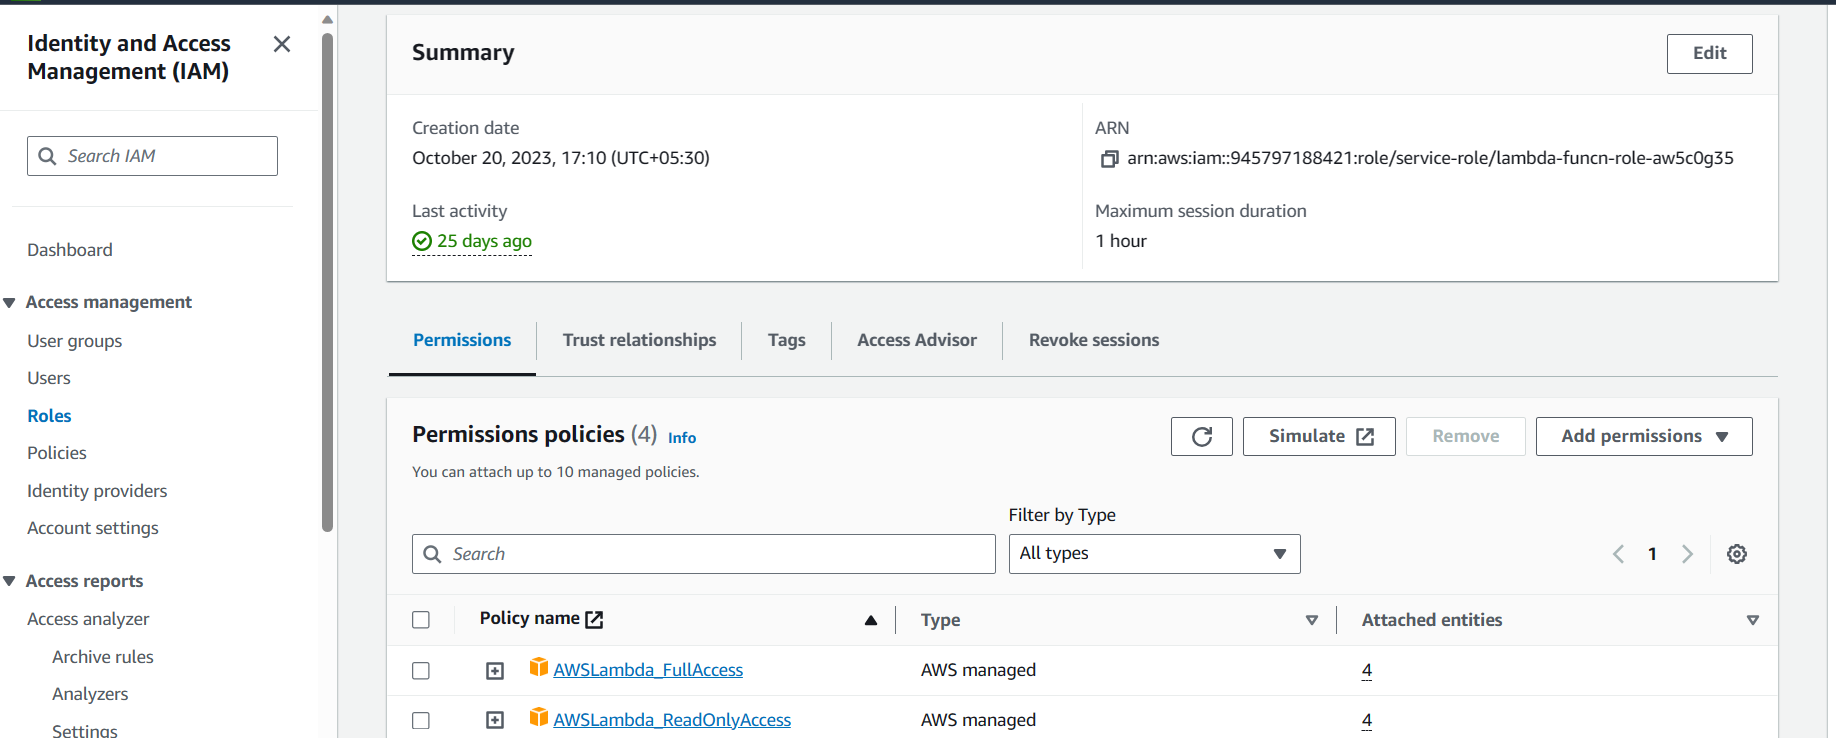 Identity and Access
Management (IAM)
Search IAM
Dashboard
Access management
User groups
Users
Roles
Policies
Identity providers
Account settings
Access reports
Access analyzer
Archive rules
Analyzers
Settings
Summary
Edit
Creation date
October 20, 2023, 17:10 (UTC+05:30)
Last activity
25 days ago
ARN
arn:aws:iam::945797188421:role/service-role/lambda-funcn-role-aw5c0g35
Maximum session duration
1 hour
Permissions
Trust relationships
Tags
Access Advisor
Revoke sessions
Permissions policies (4) Info
You can attach up to 10 managed policies.
Simulate
Remove
Add permissions
Filter by Type
Search
All types
1
Policy name
Type
Attached entities
AWSLambda_FullAccess
AWS managed
4
AWSLambda_ReadOnlyAccess
AWS managed
4